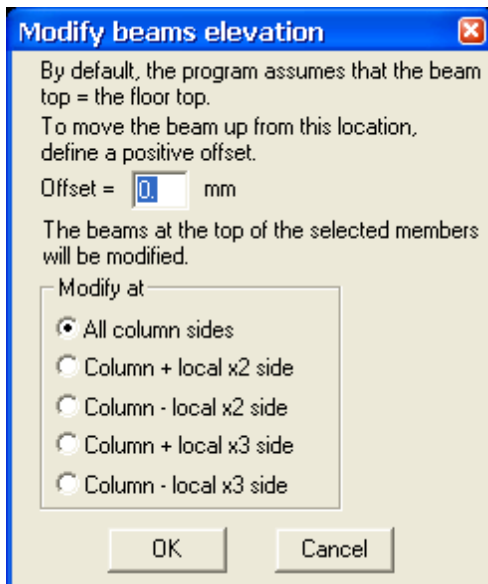 Modify beams elevation
By default, the program assumes that the beam
top = the floor top.
To move the beam up from this location,
define a positive offset.
Offset = 0. mm
The beams at the top of the selected members
will be modified.
Modify at
All column sides
Column + local x2 side
Column - local x2 side
Column + local x3 side
Column - local x3 side
OK Cancel